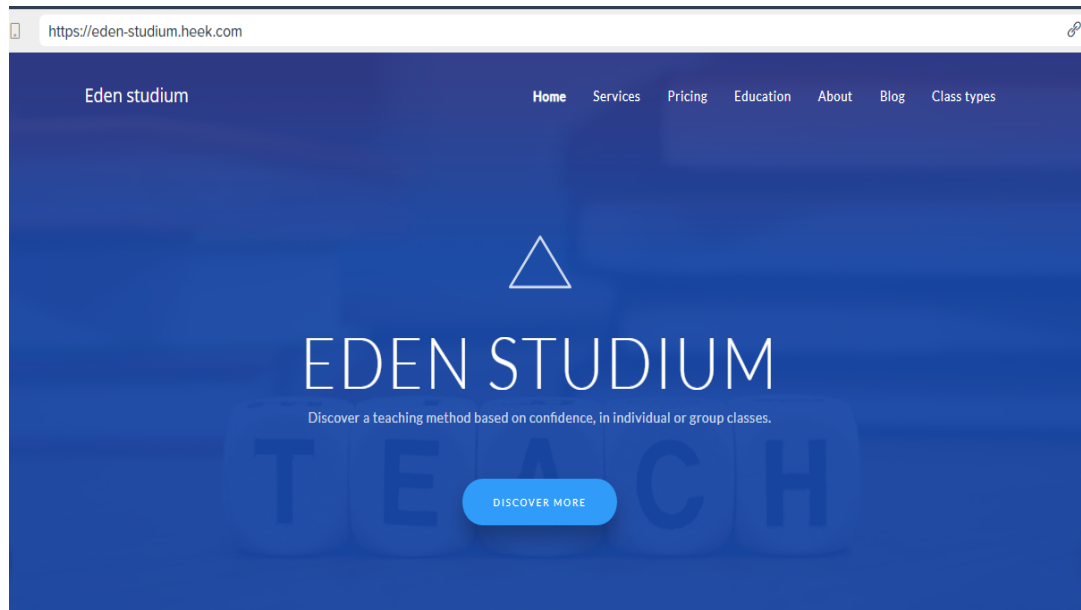 https://eden-studium.heek.com
Eden studium
Home Services Pricing Education About Blog Class types
EDEN STUDIUM
Discover a teaching method based on confidence, in individual or group classes.
TEACH
DISCOVER MORE